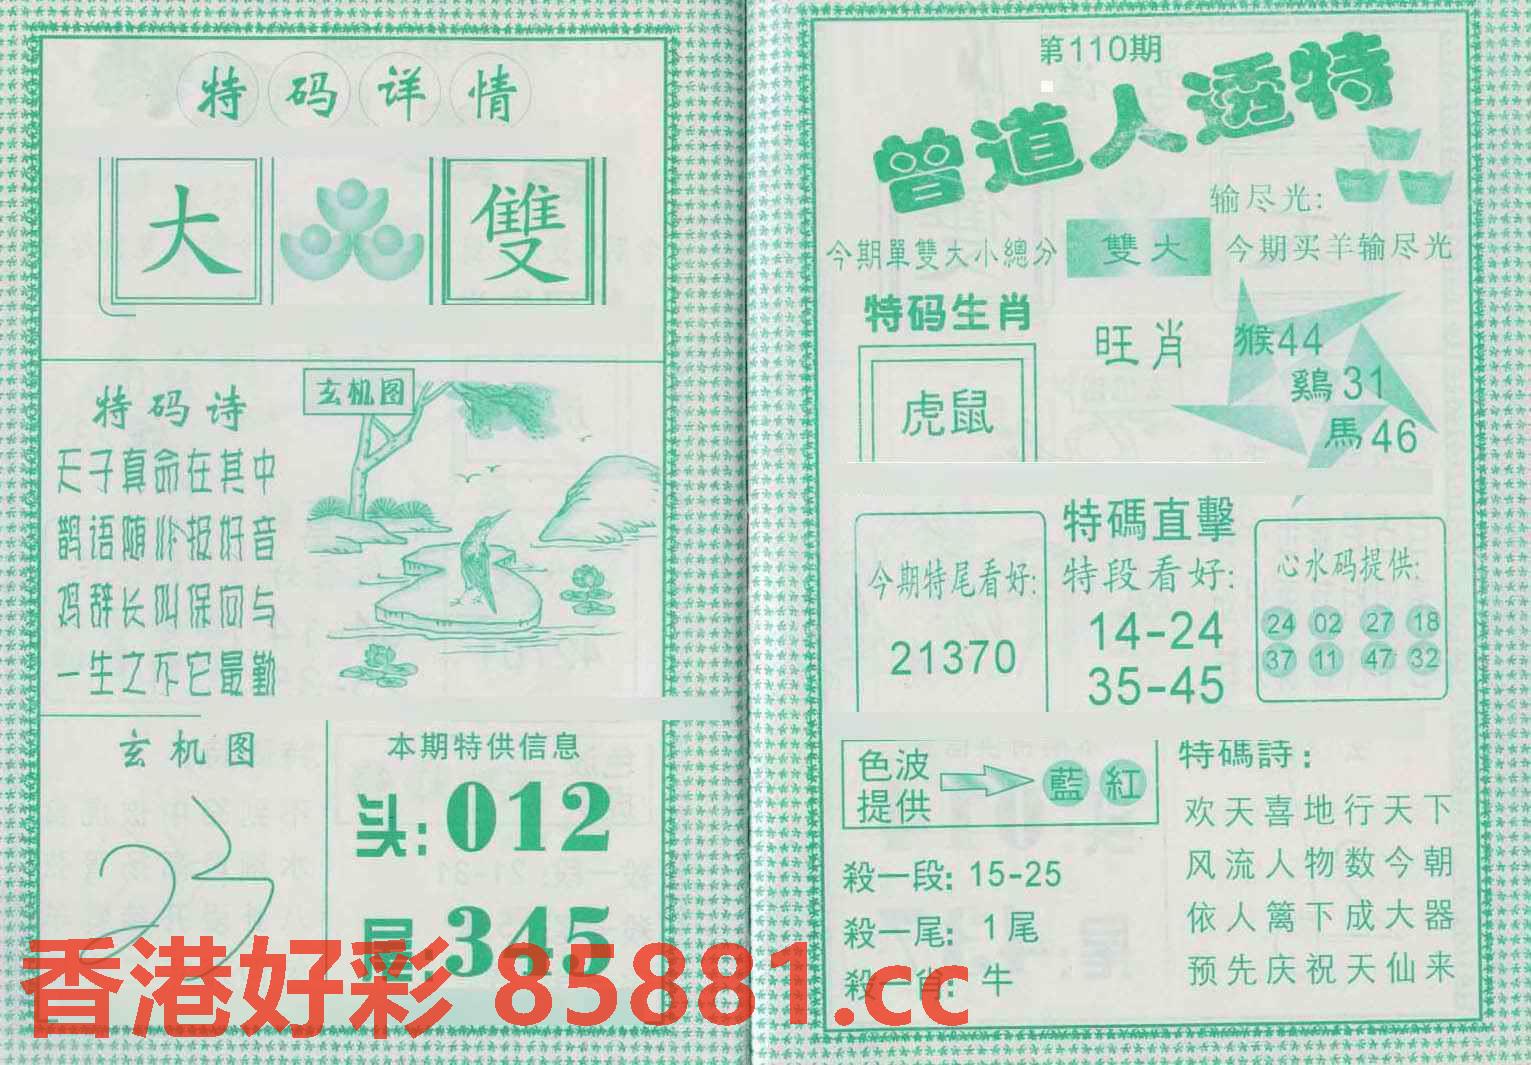 特码详情
大 雙
特码诗
天子真命在其中
鹊语随 报好音
鸡辞长叫保同与
一生之 它最勤
玄机图
玄机图
本期特供信息
头:012
尾:345
第110期
曾道人透特
输尽光:
今期單雙大小總分 雙大 今期买羊输尽光
特码生肖
虎鼠
旺肖
猴44
鷄31
馬46
今期特尾看好:
21370
特碼直擊
特段看好:
14-24
35-45
心水码提供:
24 02 27 18
37 11 47 32
色波提供 藍 紅
殺一段: 15-25
殺一尾: 1尾
殺一肖: 牛
特碼詩:
欢天喜地行天下
风流人物数今朝
依人篱下成大器
预先庆祝天仙来
香港好彩 85881.cc